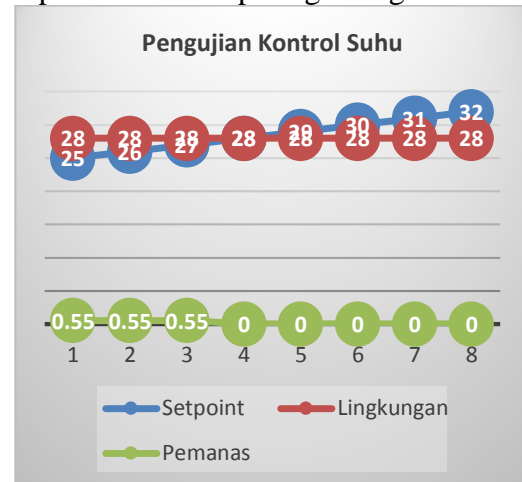 Pengujian Kontrol Suhu
25 26 27 28 29 30 31 32
28 28 28 28 28 28 28 28
0.55 0.55 0.55 0 0 0 0 0
1 2 3 4 5 6 7 8
Setpoint Lingkungan
Pemanas